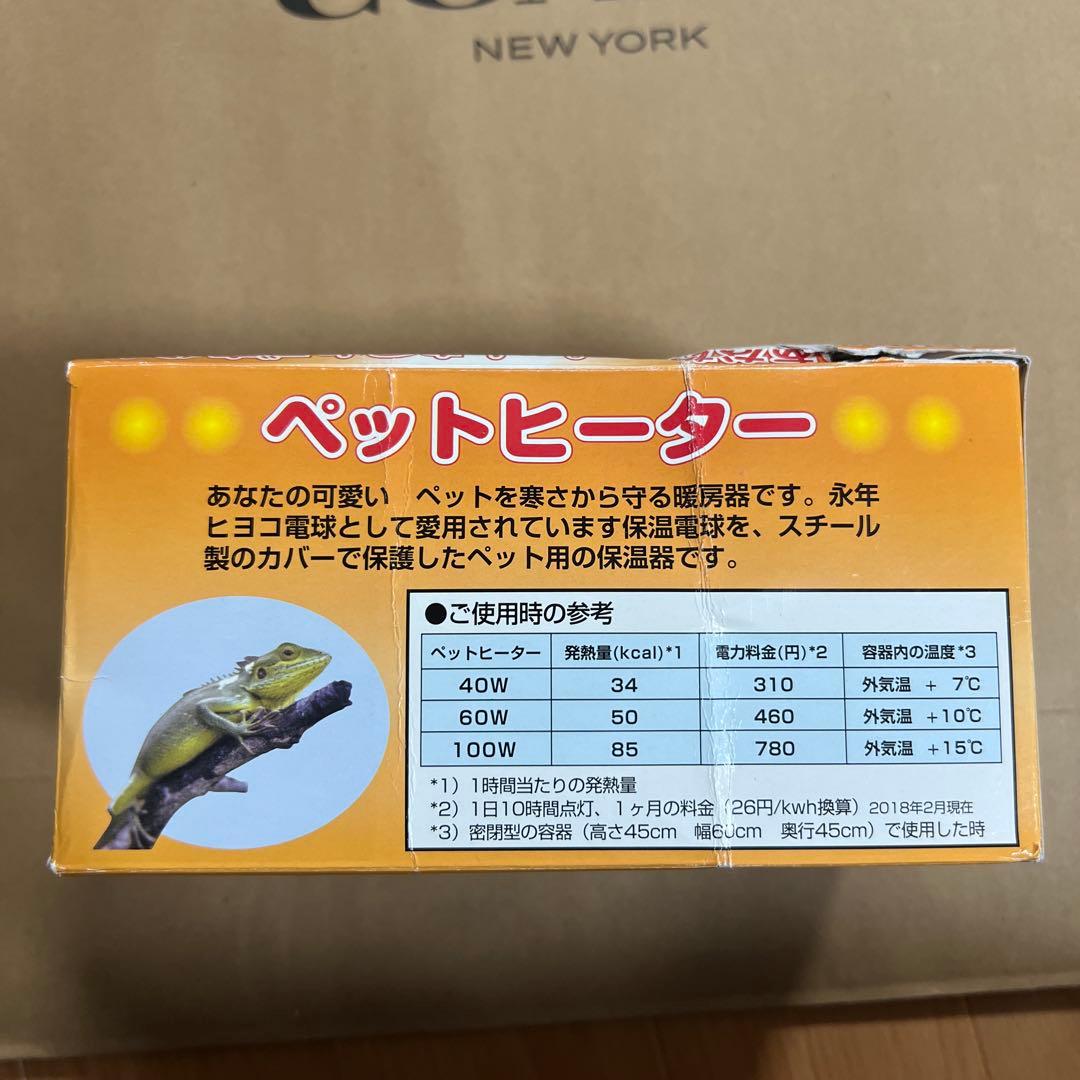 NEW YORK
ペットヒーター
あなたの可愛い　ペットを寒さから守る暖房器です。永年
ヒヨコ電球として愛用されています保温電球を、スチール
製のカバーで保護したペット用の保温器です。
●ご使用時の参考
ペットヒーター 発熱量(kcal)*1 電力料金(円)*2 容器内の温度*3
40W 34 310 外気温 + 7℃
60W 50 460 外気温 +10℃
100W 85 780 外気温 +15℃
*1）1時間当たりの発熱量
*2）1日10時間点灯、1ヶ月の料金（26円/kwh換算）2018年2月現在
*3）密閉型の容器（高さ45cm　幅60cm　奥行45cm）で使用した時